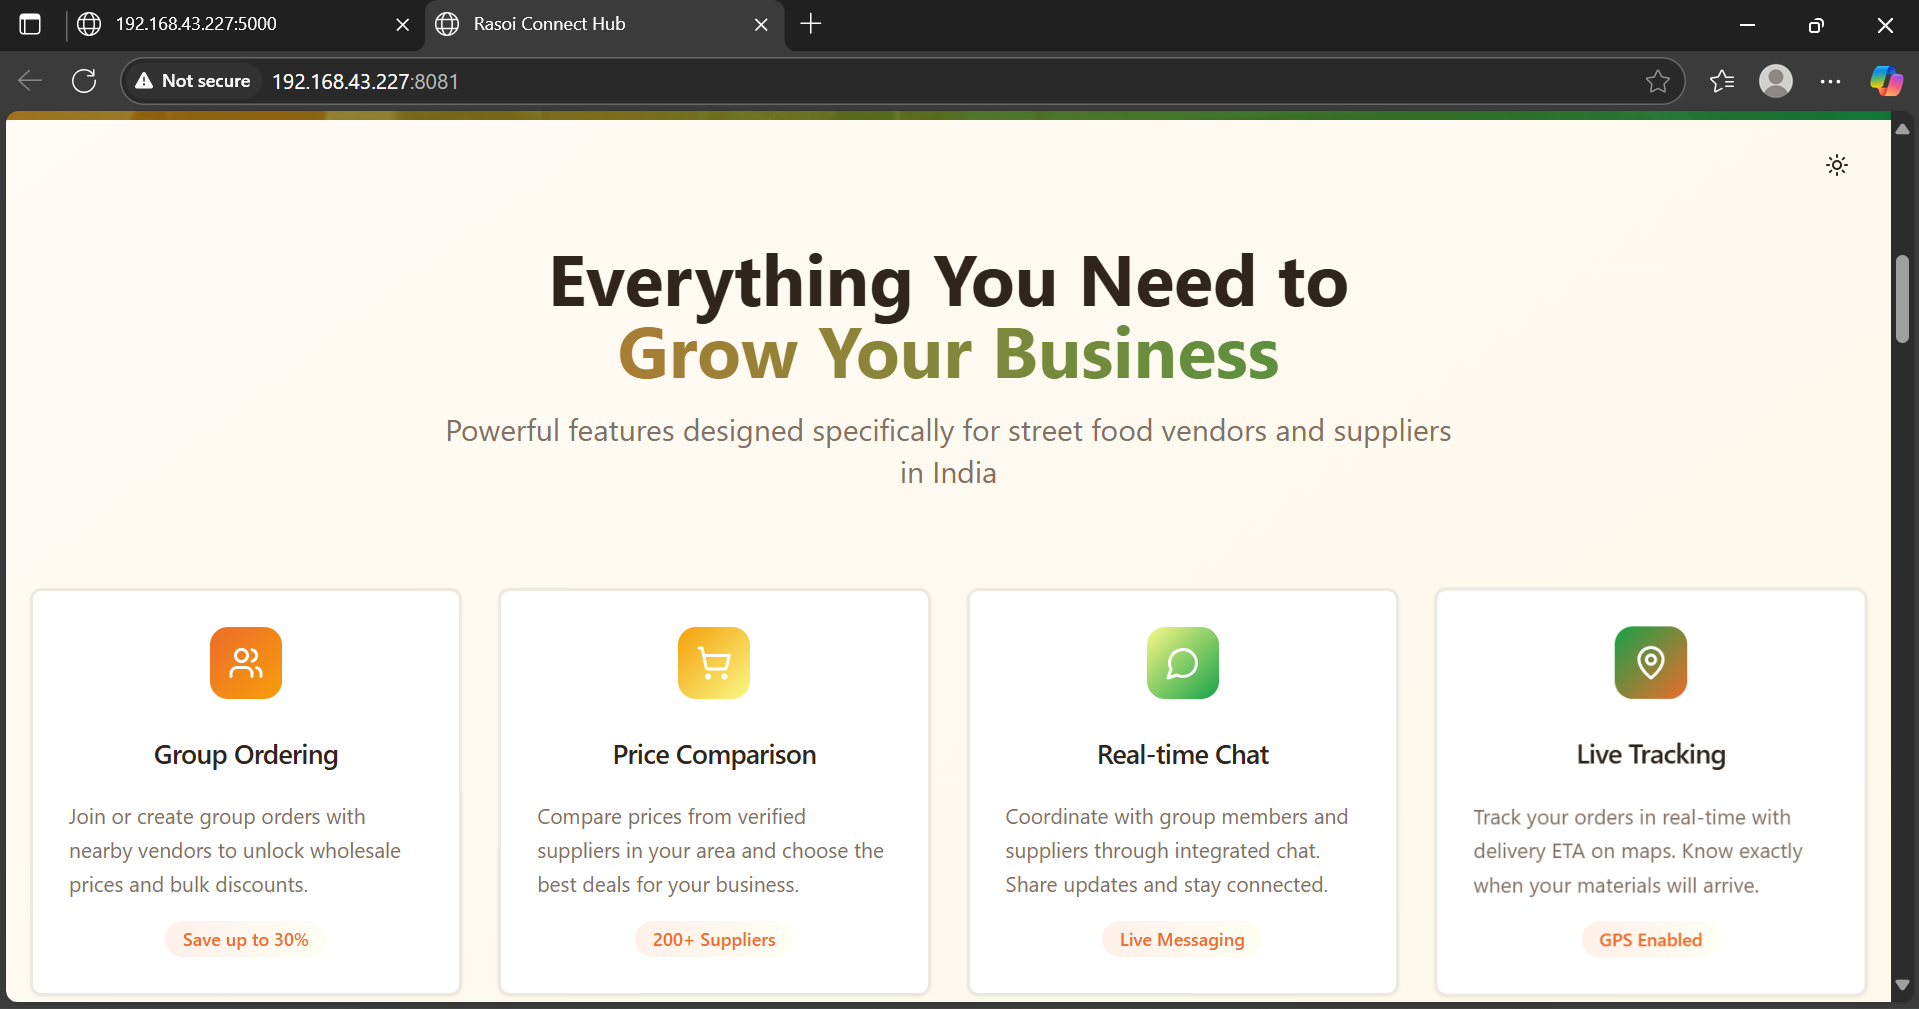 192.168.43.227:5000
Rasoi Connect Hub
Not secure
192.168.43.227:8081
Everything You Need to
Grow Your Business
Powerful features designed specifically for street food vendors and suppliers
in India
Group Ordering
Join or create group orders with
nearby vendors to unlock wholesale
prices and bulk discounts.
Save up to 30%
Price Comparison
Compare prices from verified
suppliers in your area and choose the
best deals for your business.
200+ Suppliers
Real-time Chat
Coordinate with group members and
suppliers through integrated chat.
Share updates and stay connected.
Live Messaging
Live Tracking
Track your orders in real-time with
delivery ETA on maps. Know exactly
when your materials will arrive.
GPS Enabled